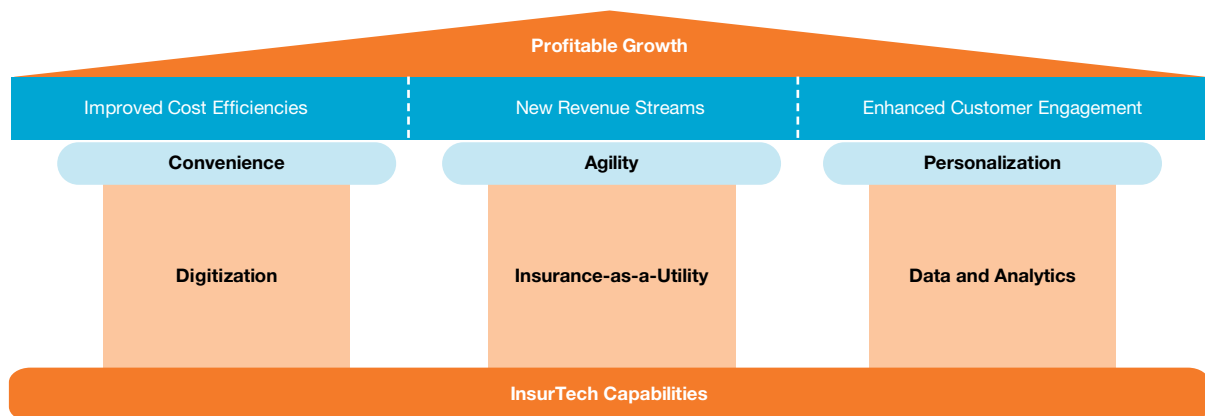 Profitable Growth
Improved Cost Efficiencies
New Revenue Streams
Enhanced Customer Engagement
Convenience
Agility
Personalization
Digitization
Insurance-as-a-Utility
Data and Analytics
InsurTech Capabilities